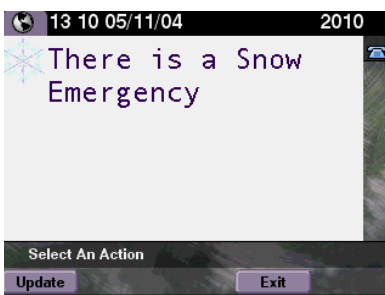 13 10 05/11/04 2010
There is a Snow
Emergency
Select An Action
Update Exit